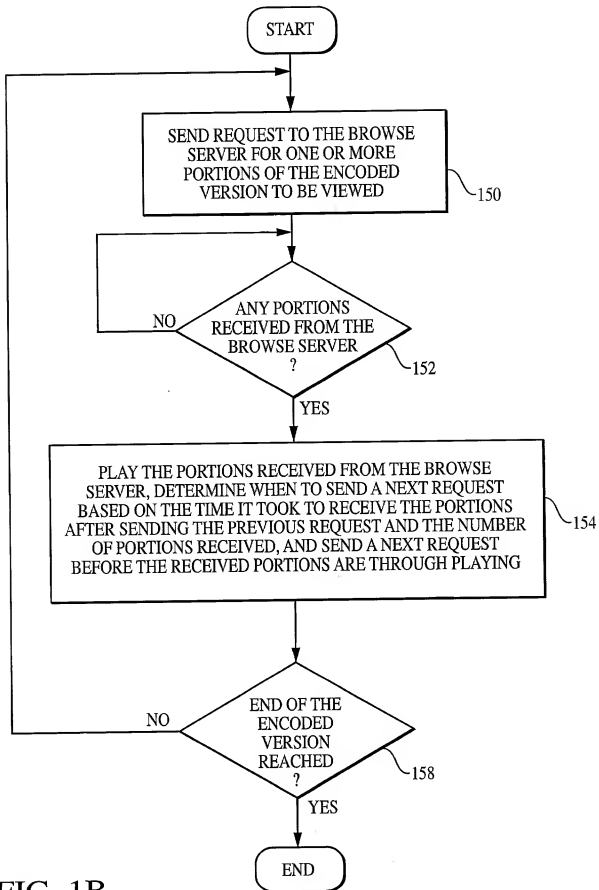 START
SEND REQUEST TO THE BROWSE
SERVER FOR ONE OR MORE
PORTIONS OF THE ENCODED
VERSION TO BE VIEWED
150
ANY PORTIONS
RECEIVED FROM THE
BROWSE SERVER
?
NO
152
YES
PLAY THE PORTIONS RECEIVED FROM THE BROWSE
SERVER, DETERMINE WHEN TO SEND A NEXT REQUEST
BASED ON THE TIME IT TOOK TO RECEIVE THE PORTIONS
AFTER SENDING THE PREVIOUS REQUEST AND THE NUMBER
OF PORTIONS RECEIVED, AND SEND A NEXT REQUEST
BEFORE THE RECEIVED PORTIONS ARE THROUGH PLAYING
154
END OF THE
ENCODED
VERSION
REACHED
?
NO
158
YES
END
FIG. 1B